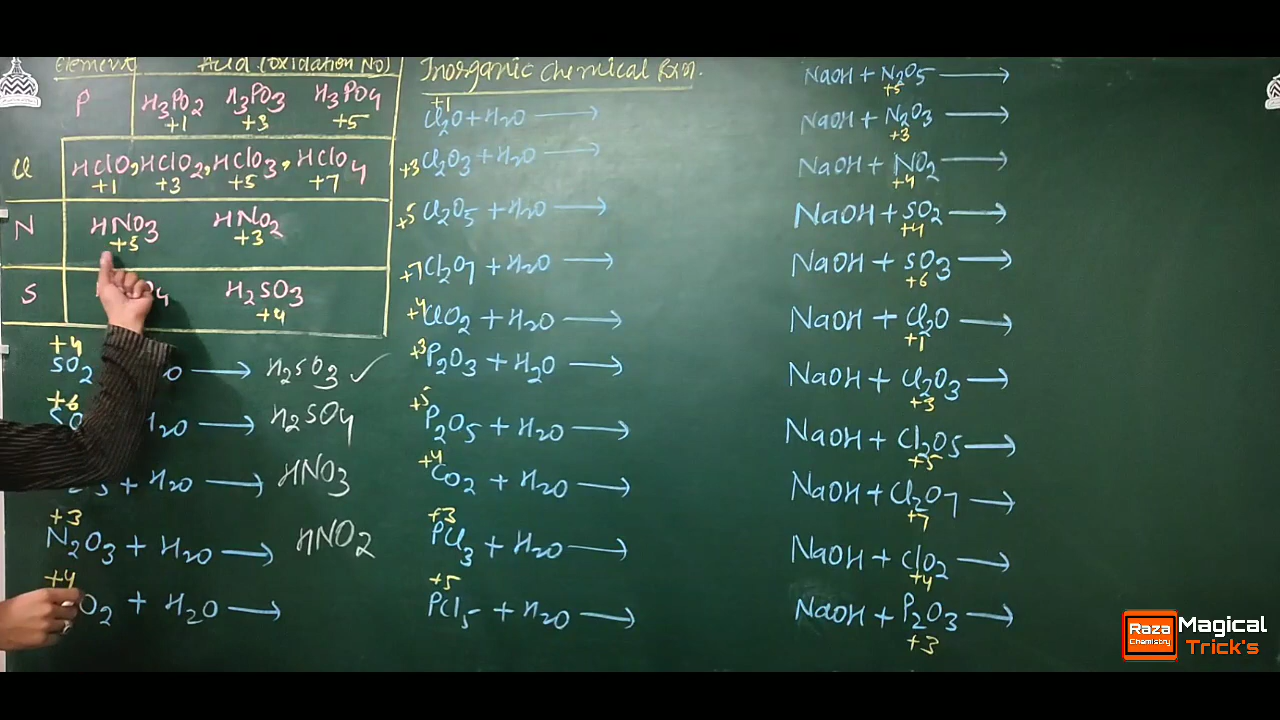 Element Acid (Oxidation No)
P H3PO2 H3PO3 H3PO4
+1 +3 +5
Cl HClO, HClO2, HClO3, HClO4
+1 +3 +5 +7
N HNO3 HNO2
+5 +3
S H2SO3
+4
+4
SO2 → H2SO3 ✓
+6
H2O → H2SO4
+ H2O → HNO3
+3
N2O3 + H2O → HNO2
+4
O2 + H2O →
Inorganic Chemical Rxn.
+1
Cl2O + H2O →
+3 Cl2O3 + H2O →
+5 Cl2O5 + H2O →
+7 Cl2O7 + H2O →
+4 ClO2 + H2O →
+3 P2O3 + H2O →
+5
P2O5 + H2O →
+4
CO2 + H2O →
+3
PCl3 + H2O →
+5
PCl5 + H2O →
NaOH + N2O5 →
+5
NaOH + N2O3 →
+3
NaOH + NO2 →
+4
NaOH + SO2 →
+4
NaOH + SO3 →
+6
NaOH + Cl2O →
+1
NaOH + Cl2O3 →
+3
NaOH + Cl2O5 →
+5
NaOH + Cl2O7 →
+7
NaOH + ClO2 →
+4
NaOH + P2O3 →
+3
Raza Magical
Chemistry Trick's